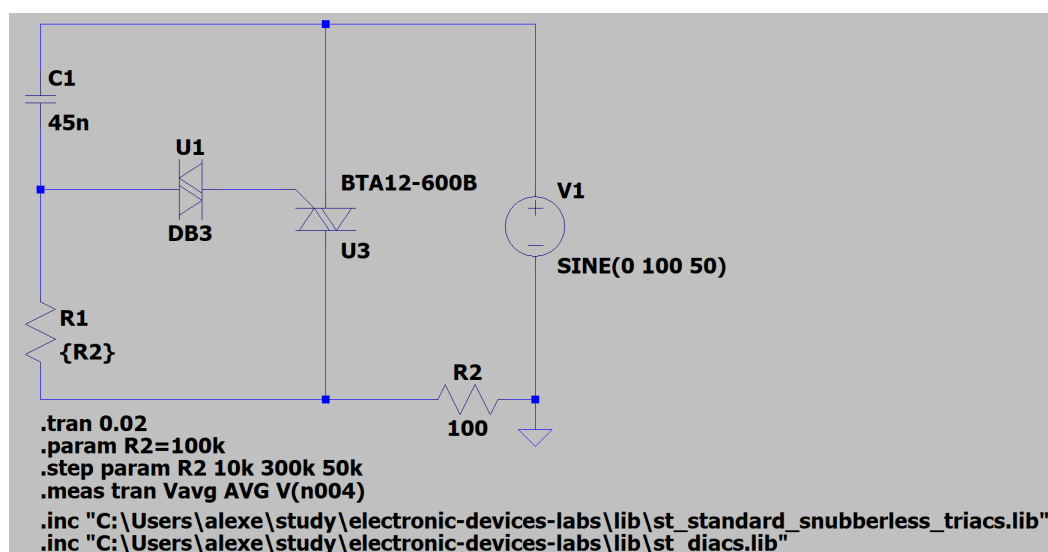 C1
45n
U1
DB3
BTA12-600B
U3
V1
SINE(0 100 50)
R1
{R2}
R2
100
.tran 0.02
.param R2=100k
.step param R2 10k 300k 50k
.meas tran Vavg AVG V(n004)
.inc "C:\Users\alexe\study\electronic-devices-labs\lib\st_standard_snubberless_triacs.lib"
.inc "C:\Users\alexe\study\electronic-devices-labs\lib\st_diacs.lib"